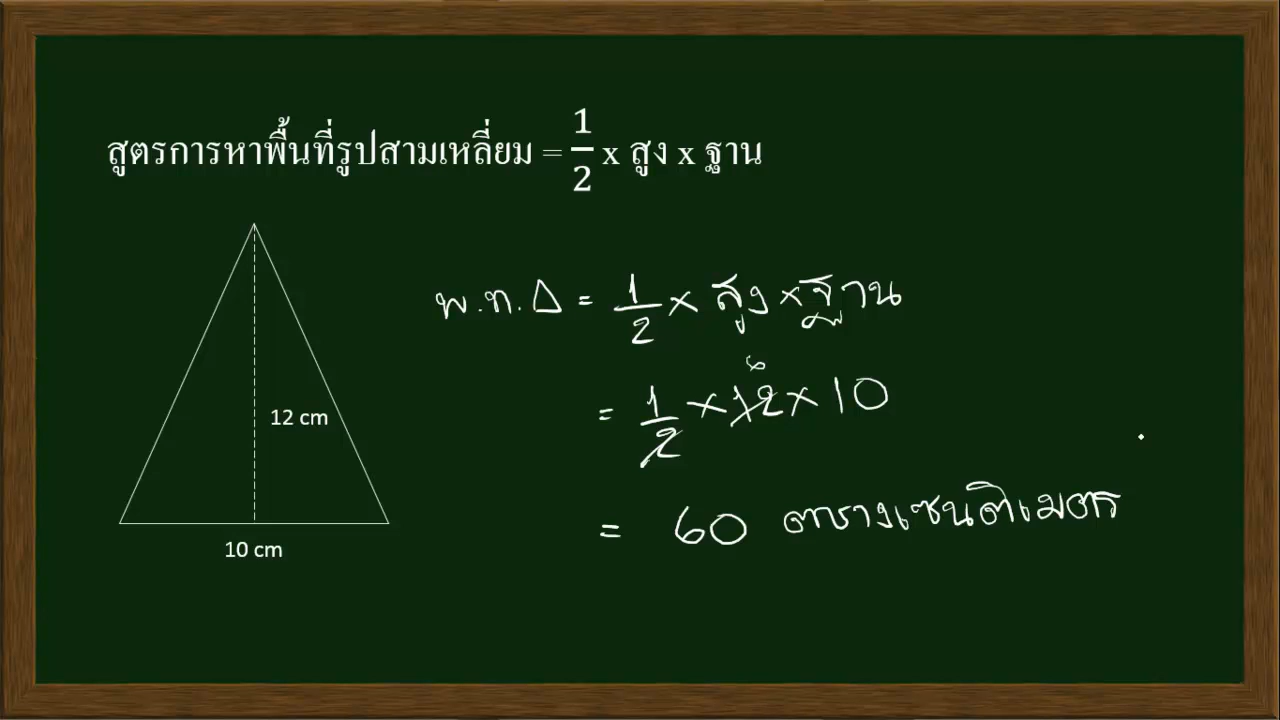 สูตรการหาพื้นที่รูปสามเหลี่ยม = 1/2 x สูง x ฐาน
พ.ท.Δ = 1/2 × สูง × ฐาน
6
= 1/2 × 12 × 10
12 cm
= 60 ตารางเซนติเมตร
10 cm